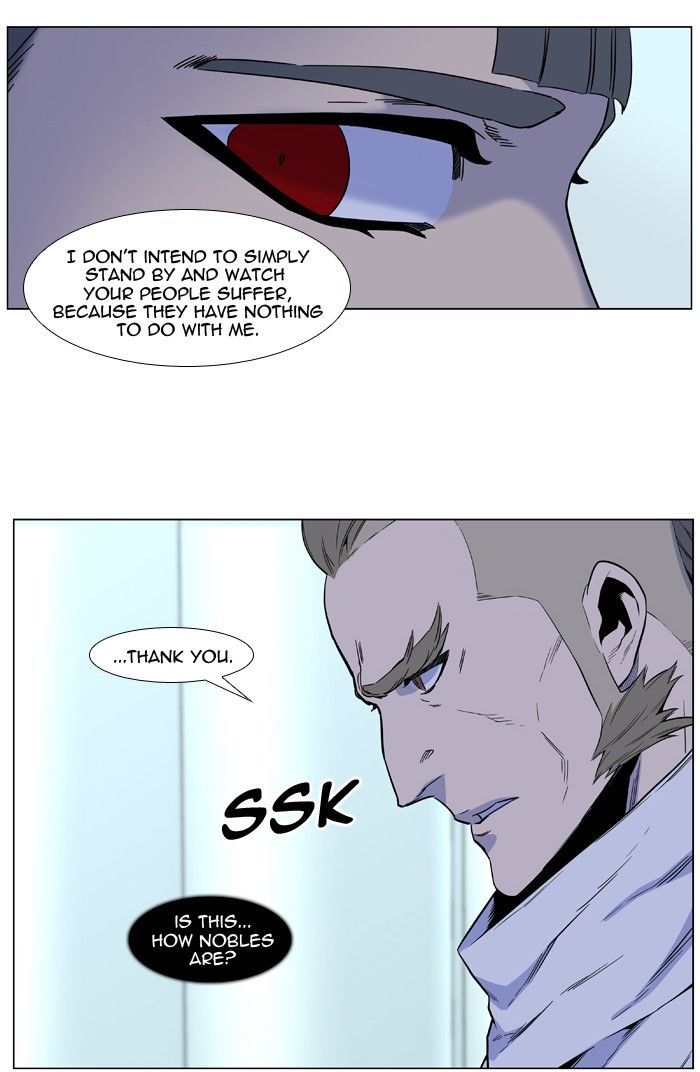 I DON'T INTEND TO SIMPLY
STAND BY AND WATCH
YOUR PEOPLE SUFFER,
BECAUSE THEY HAVE NOTHING
TO DO WITH ME.
...THANK YOU.
SSK
IS THIS...
HOW NOBLES
ARE?